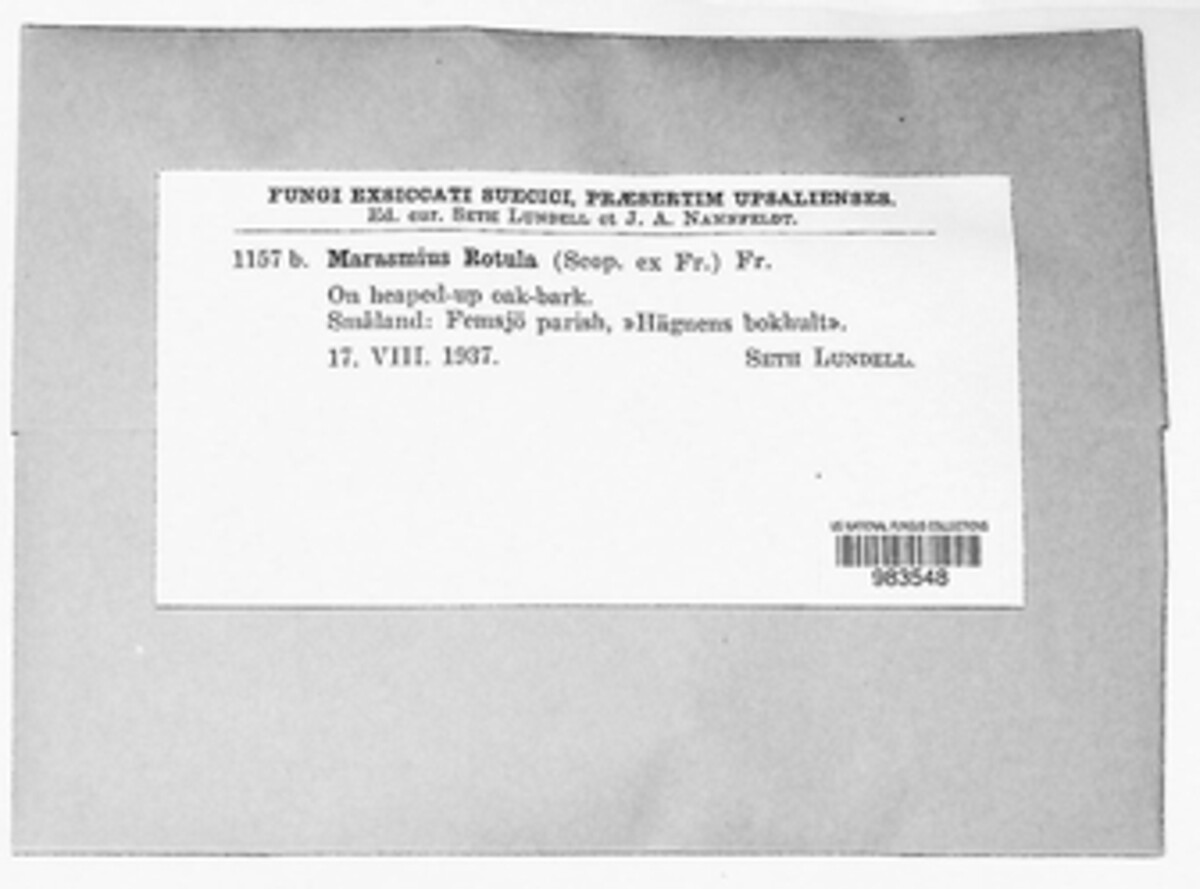 FUNGI EXSICCATI SUECICI, PRÆSERTIM UPSALIENSES.
Ed. cur. SETH LUNDELL et J. A. NANNFELDT.
1157 b. Marasmius Rotula (Scop. ex Fr.) Fr.
On heaped-up oak-bark.
Småland: Femsjö parish, »Hägnens bokhult».
17. VIII. 1937. SETH LUNDELL.
US NATIONAL FUNGUS COLLECTIONS
983548